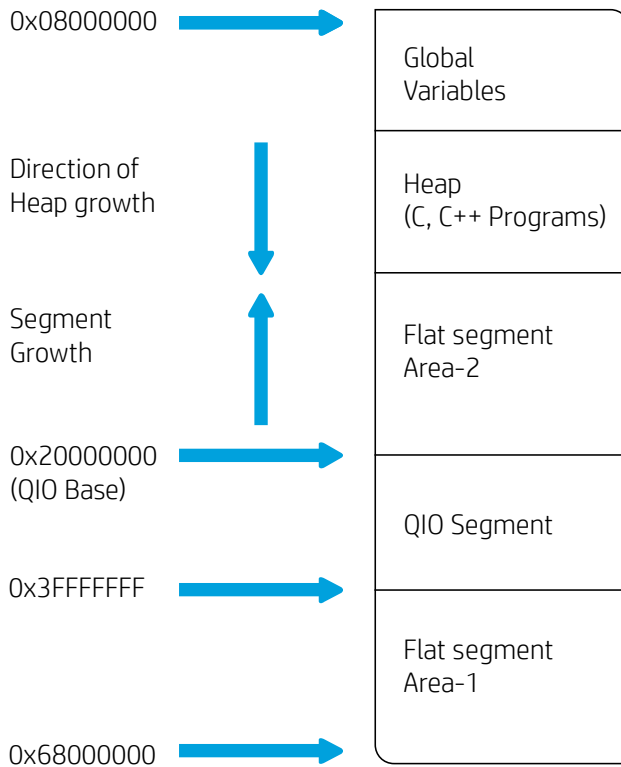 0x08000000
Global
Variables
Direction of
Heap growth
Heap
(C, C++ Programs)
Segment
Growth
Flat segment
Area-2
0x20000000
(QIO Base)
QIO Segment
0x3FFFFFFF
Flat segment
Area-1
0x68000000